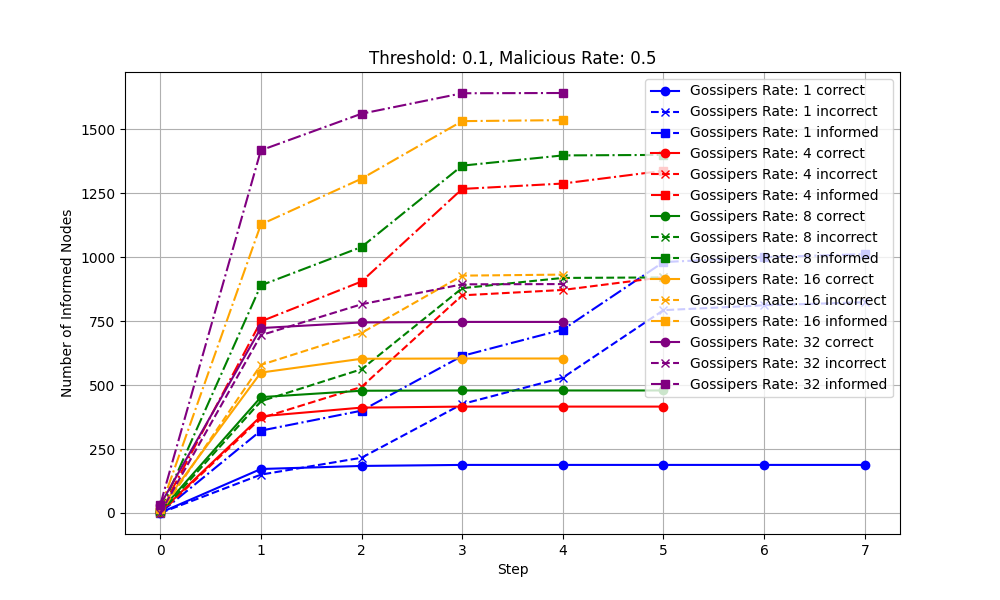 Threshold: 0.1, Malicious Rate: 0.5
Number of Informed Nodes
1500
1250
1000
750
500
250
0
Gossipers Rate: 1 correct
Gossipers Rate: 1 incorrect
Gossipers Rate: 1 informed
Gossipers Rate: 4 correct
Gossipers Rate: 4 incorrect
Gossipers Rate: 4 informed
Gossipers Rate: 8 correct
Gossipers Rate: 8 incorrect
Gossipers Rate: 8 informed
Gossipers Rate: 16 correct
Gossipers Rate: 16 incorrect
Gossipers Rate: 16 informed
Gossipers Rate: 32 correct
Gossipers Rate: 32 incorrect
Gossipers Rate: 32 informed
0 1 2 3 4 5 6 7
Step